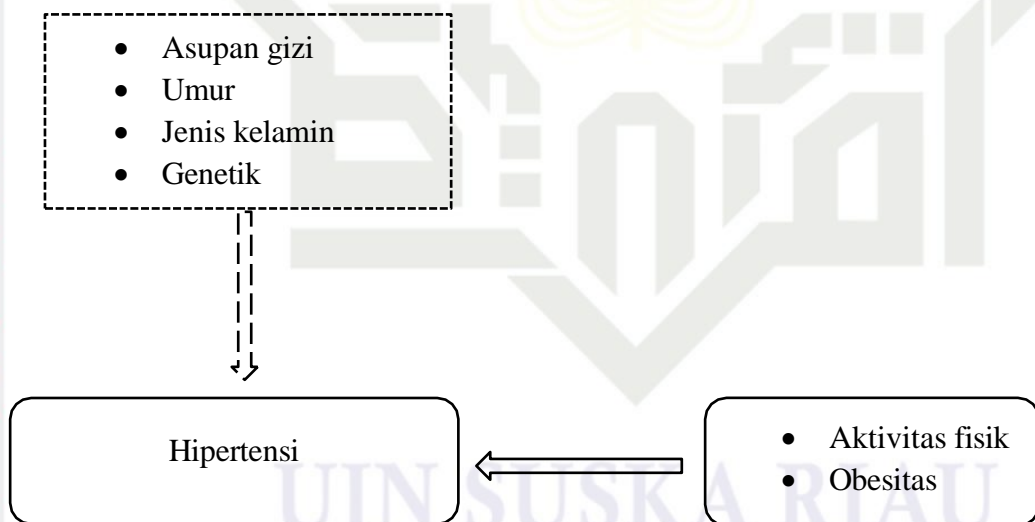 • Asupan gizi
• Umur
• Jenis kelamin
• Genetik
Hipertensi
• Aktivitas fisik
• Obesitas
UIN SUSKA RIAU